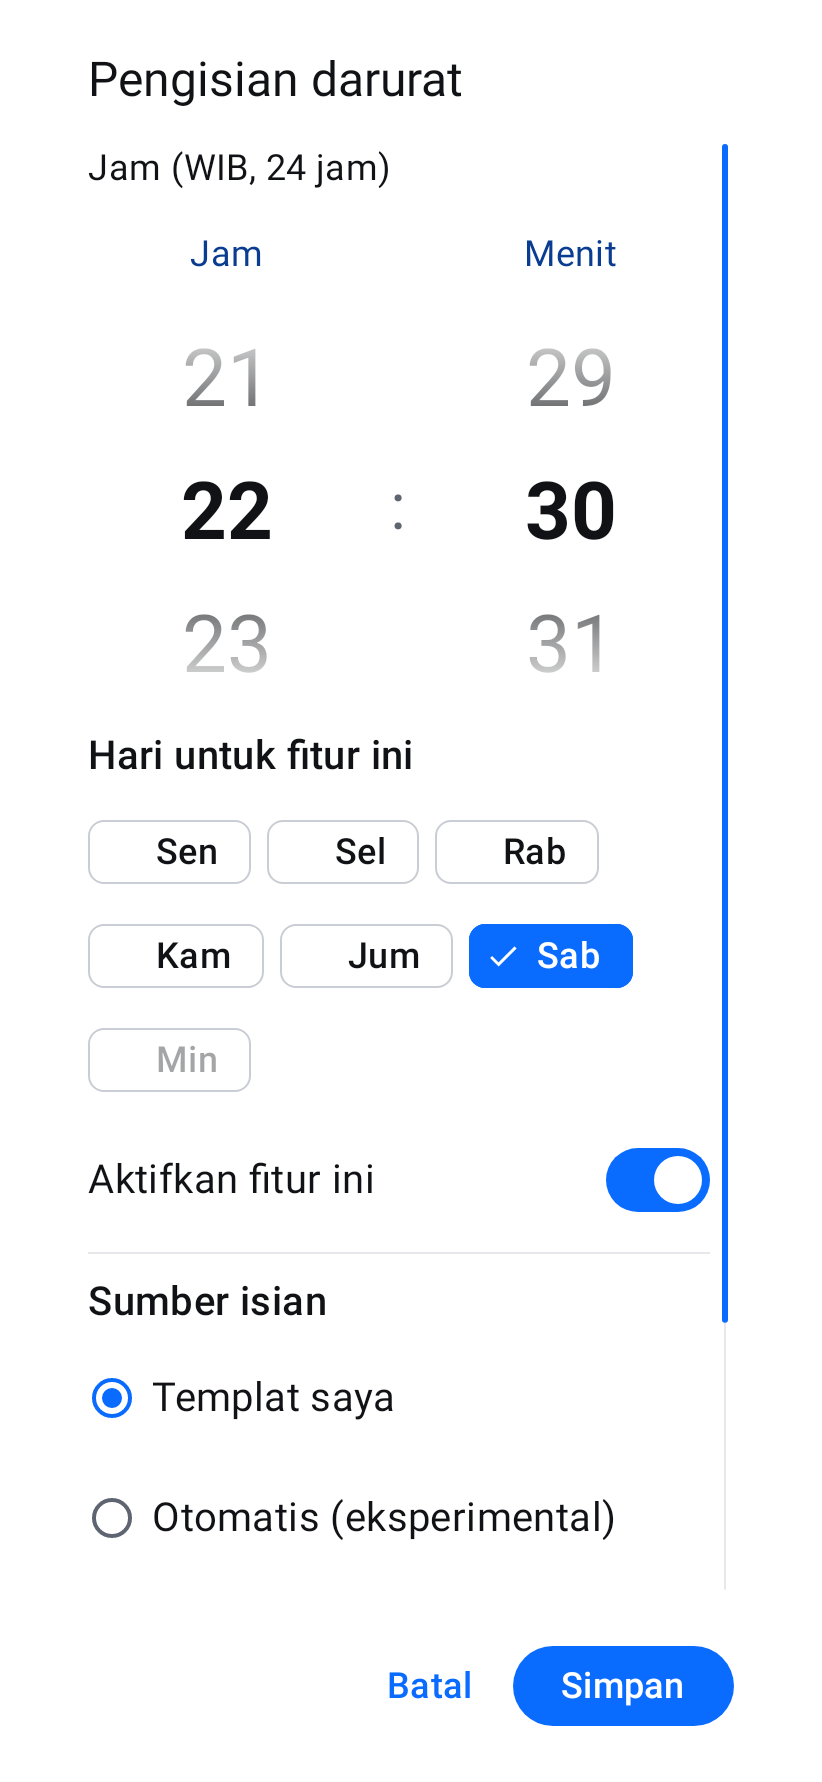 Pengisian darurat
Jam (WIB, 24 jam)
Jam Menit
21 29
22 : 30
23 31
Hari untuk fitur ini
Sen Sel Rab
Kam Jum Sab
Min
Aktifkan fitur ini
Sumber isian
Templat saya
Otomatis (eksperimental)
Batal Simpan